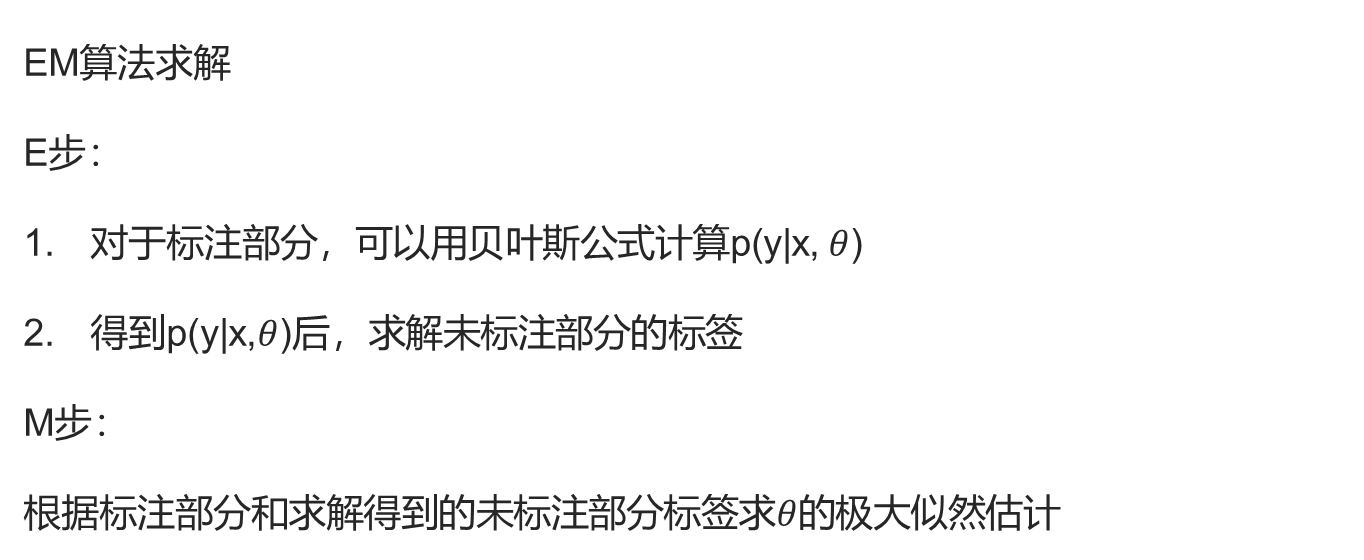 EM算法求解
E步：
1. 对于标注部分，可以用贝叶斯公式计算p(y|x, θ)
2. 得到p(y|x,θ)后，求解未标注部分的标签
M步：
根据标注部分和求解得到的未标注部分标签求θ的极大似然估计